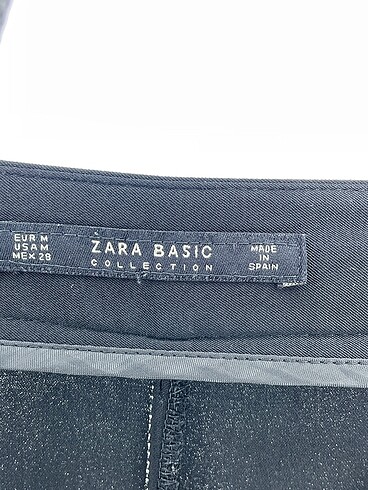 EUR M
USA M
MEX 28
ZARA BASIC
COLLECTION
MADE
IN
SPAIN